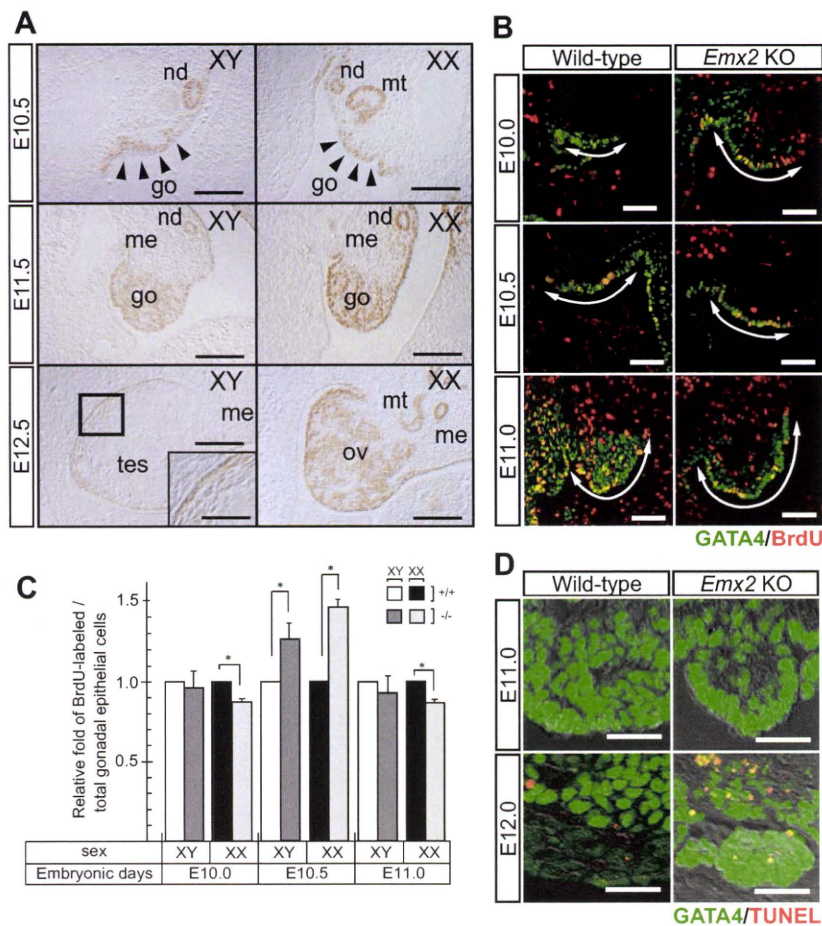 A
XY
XX
E10.5
nd
go
nd
mt
go
XY
XX
E11.5
nd
me
go
nd
me
go
XY
XX
E12.5
me
tes
mt
me
ov
B
Wild-type
Emx2 KO
E10.0
E10.5
E11.0
GATA4/BrdU
C
Relative fold of BrdU-labeled /
total gonadal epithelial cells
1.5
1.0
0.5
XY XX
+/+
-/-
*
*
*
*
sex XY XX XY XX XY XX
Embryonic days E10.0 E10.5 E11.0
D
Wild-type
Emx2 KO
E11.0
E12.0
GATA4/TUNEL